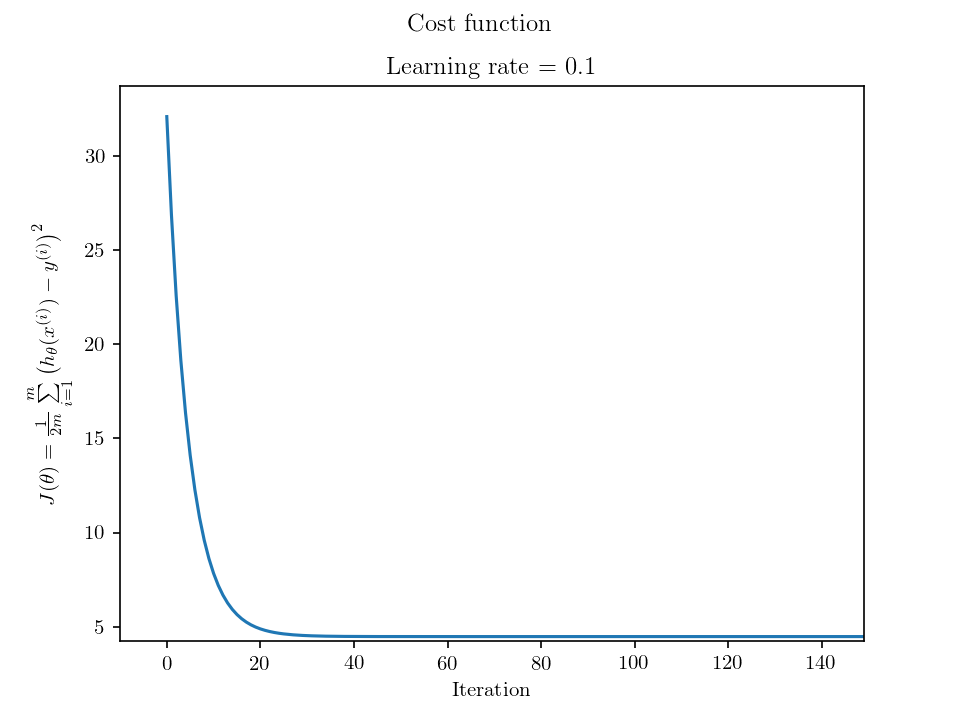 Cost function
Learning rate = 0.1
J(θ) = 1/2m ∑_{i=1}^{m} (h_θ(x^{(i)}) − y^{(i)})^2
30
25
20
15
10
5
0 20 40 60 80 100 120 140
Iteration